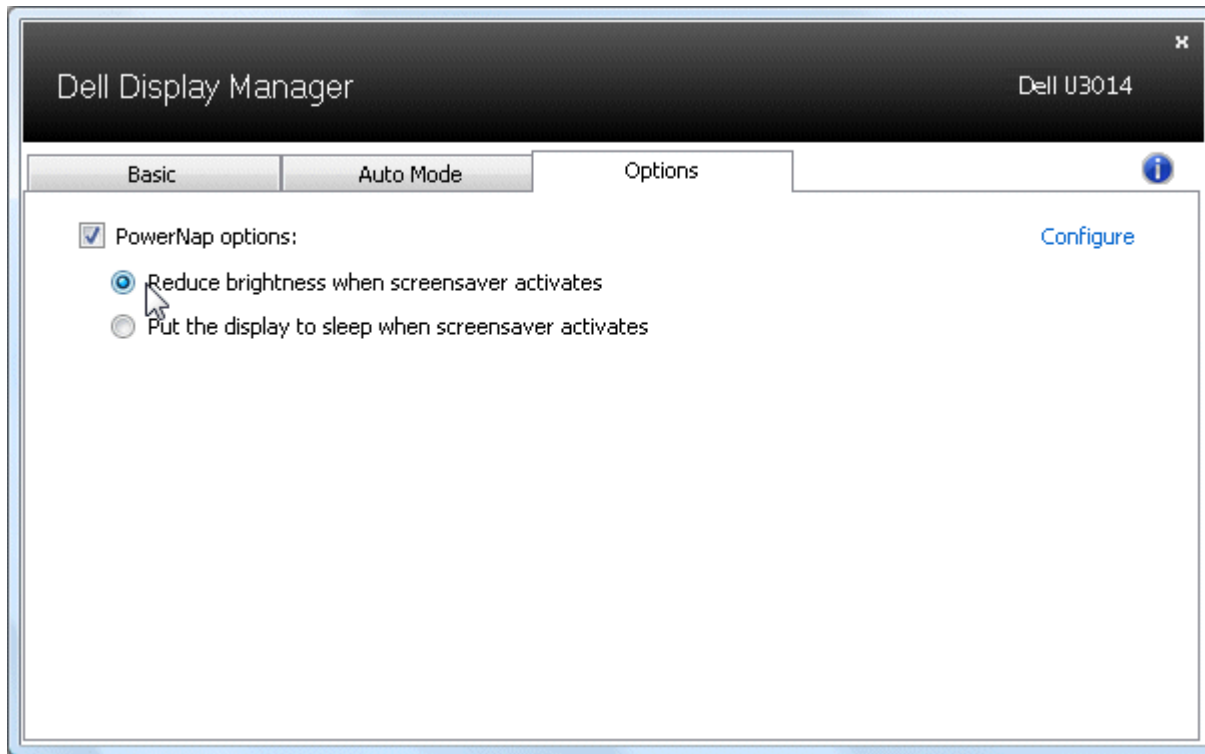 x
Dell Display Manager
Dell U3014
Basic
Auto Mode
Options
i
PowerNap options:
Configure
Reduce brightness when screensaver activates
Put the display to sleep when screensaver activates